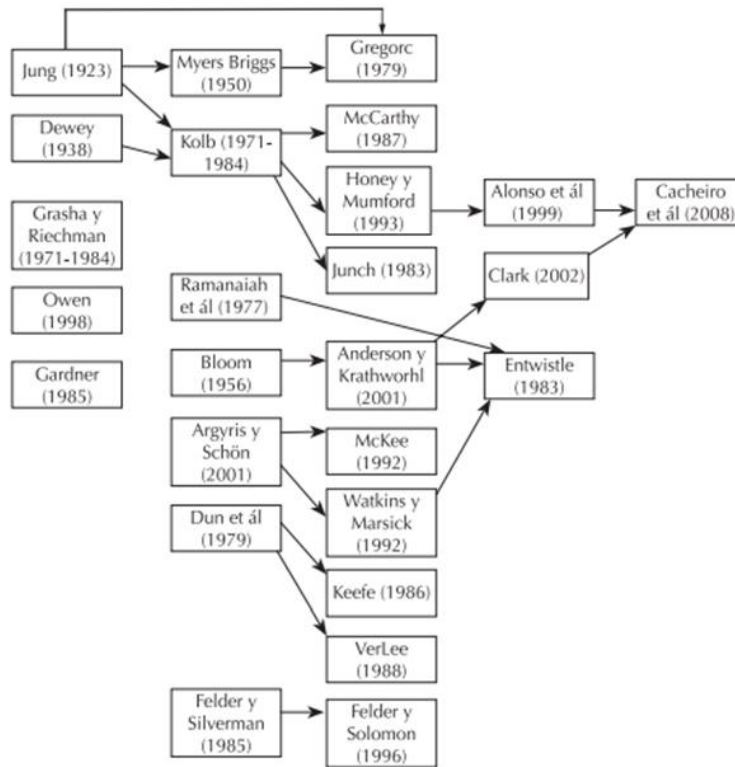 Jung (1923)
Myers Briggs
(1950)
Gregorc
(1979)
Dewey
(1938)
Kolb (1971-
1984)
McCarthy
(1987)
Honey y
Mumford
(1993)
Alonso et ál
(1999)
Cacheiro
et ál (2008)
Grasha y
Riechman
(1971-1984)
Junch (1983)
Clark (2002)
Owen
(1998)
Ramanaiah
et ál (1977)
Gardner
(1985)
Bloom
(1956)
Anderson y
Krathworhl
(2001)
Entwistle
(1983)
Argyris y
Schön
(2001)
McKee
(1992)
Watkins y
Marsick
(1992)
Dun et ál
(1979)
Keefe (1986)
VerLee
(1988)
Felder y
Silverman
(1985)
Felder y
Solomon
(1996)